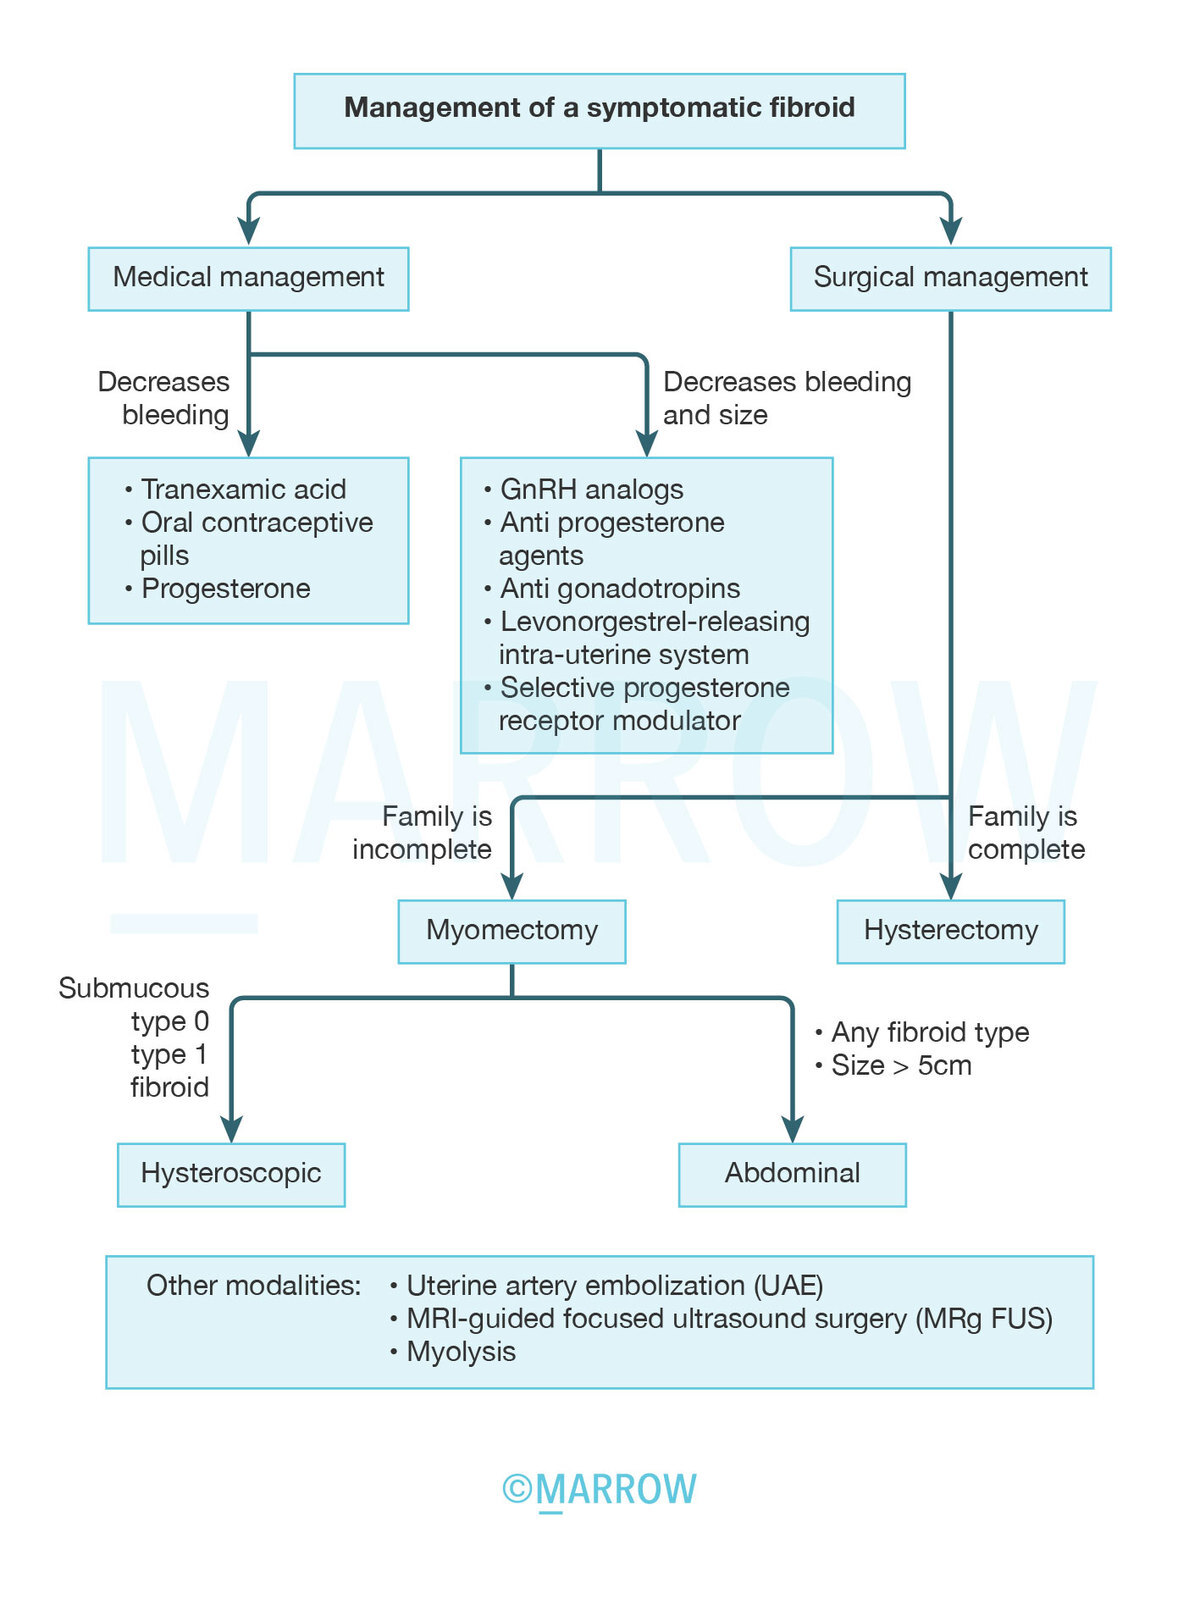 Management of a symptomatic fibroid
Medical management
Surgical management
Decreases
bleeding
Decreases bleeding
and size
• Tranexamic acid
• Oral contraceptive
pills
• Progesterone
• GnRH analogs
• Anti progesterone
agents
• Anti gonadotropins
• Levonorgestrel-releasing
intra-uterine system
• Selective progesterone
receptor modulator
MARROW
Family is
incomplete
Family is
complete
Myomectomy
Hysterectomy
Submucous
type 0
type 1
fibroid
• Any fibroid type
• Size > 5cm
Hysteroscopic
Abdominal
Other modalities: • Uterine artery embolization (UAE)
• MRI-guided focused ultrasound surgery (MRg FUS)
• Myolysis
©MARROW